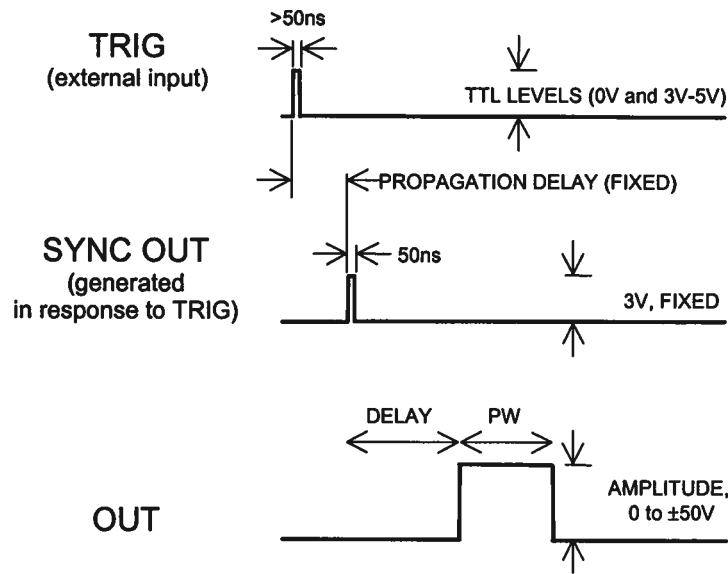 >50ns
TRIG
(external input)
TTL LEVELS (0V and 3V-5V)
PROPAGATION DELAY (FIXED)
SYNC OUT
(generated
in response to TRIG)
50ns
3V, FIXED
DELAY
PW
OUT
AMPLITUDE,
0 to ±50V